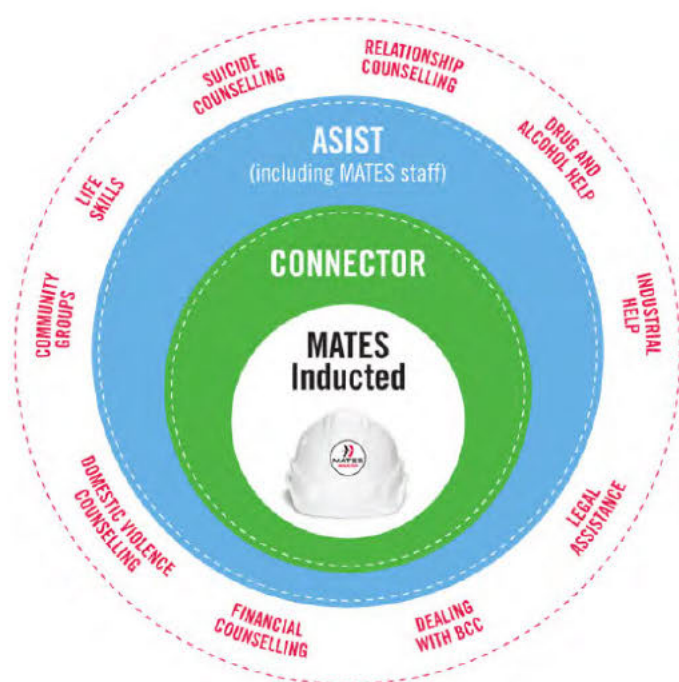 SUICIDE
COUNSELLING
RELATIONSHIP
COUNSELLING
DRUG AND
ALCOHOL HELP
INDUSTRIAL
HELP
LEGAL
ASSISTANCE
DEALING
WITH BCC
FINANCIAL
COUNSELLING
DOMESTIC VIOLENCE
COUNSELLING
COMMUNITY
GROUPS
LIFE
SKILLS
ASIST
(including MATES staff)
CONNECTOR
MATES
Inducted
MATES